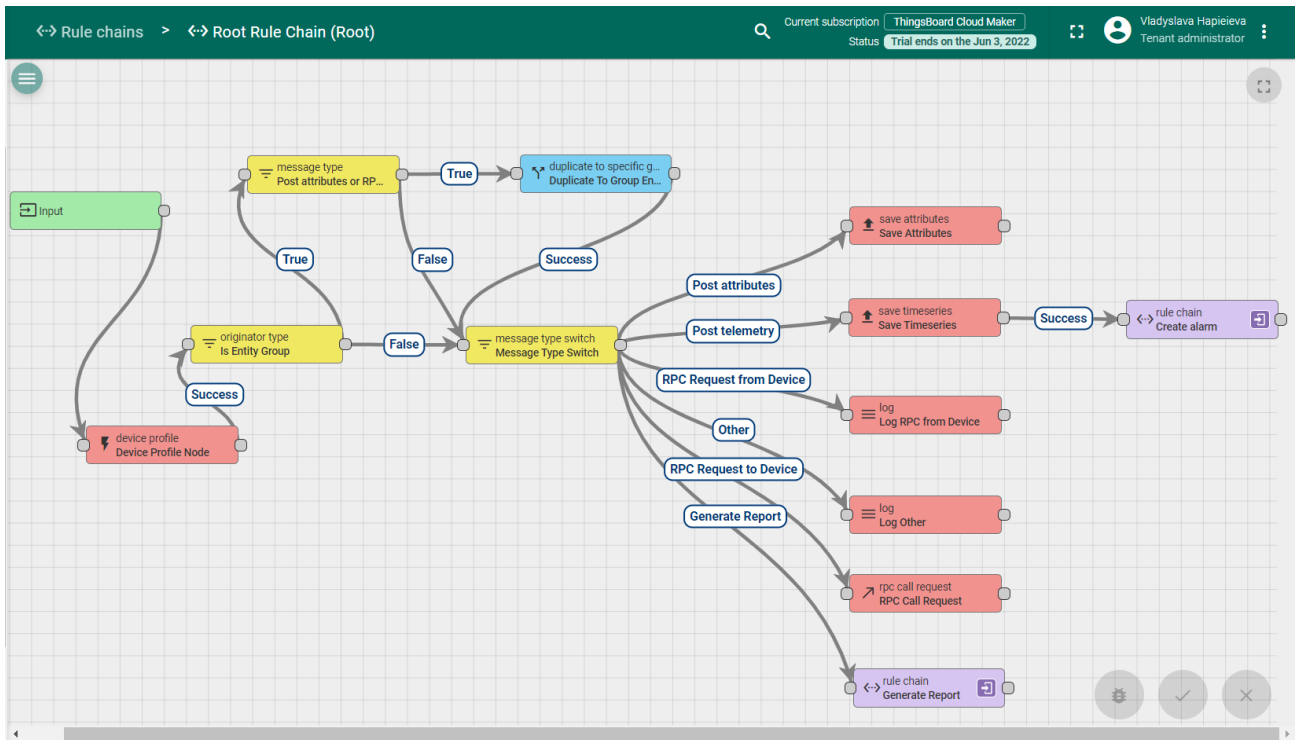 Rule chains > Root Rule Chain (Root)
Current subscription ThingsBoard Cloud Maker
Status Trial ends on the Jun 3, 2022
Vladyslava Hapieieva
Tenant administrator
message type
Post attributes or RP...
True
duplicate to specific g...
Duplicate To Group En...
Input
save attributes
Save Attributes
True
False
Success
Post attributes
save timeseries
Save Timeseries
Success
rule chain
Create alarm
originator type
Is Entity Group
False
message type switch
Message Type Switch
Post telemetry
RPC Request from Device
Success
log
Log RPC from Device
Other
device profile
Device Profile Node
RPC Request to Device
Generate Report
log
Log Other
rpc call request
RPC Call Request
rule chain
Generate Report